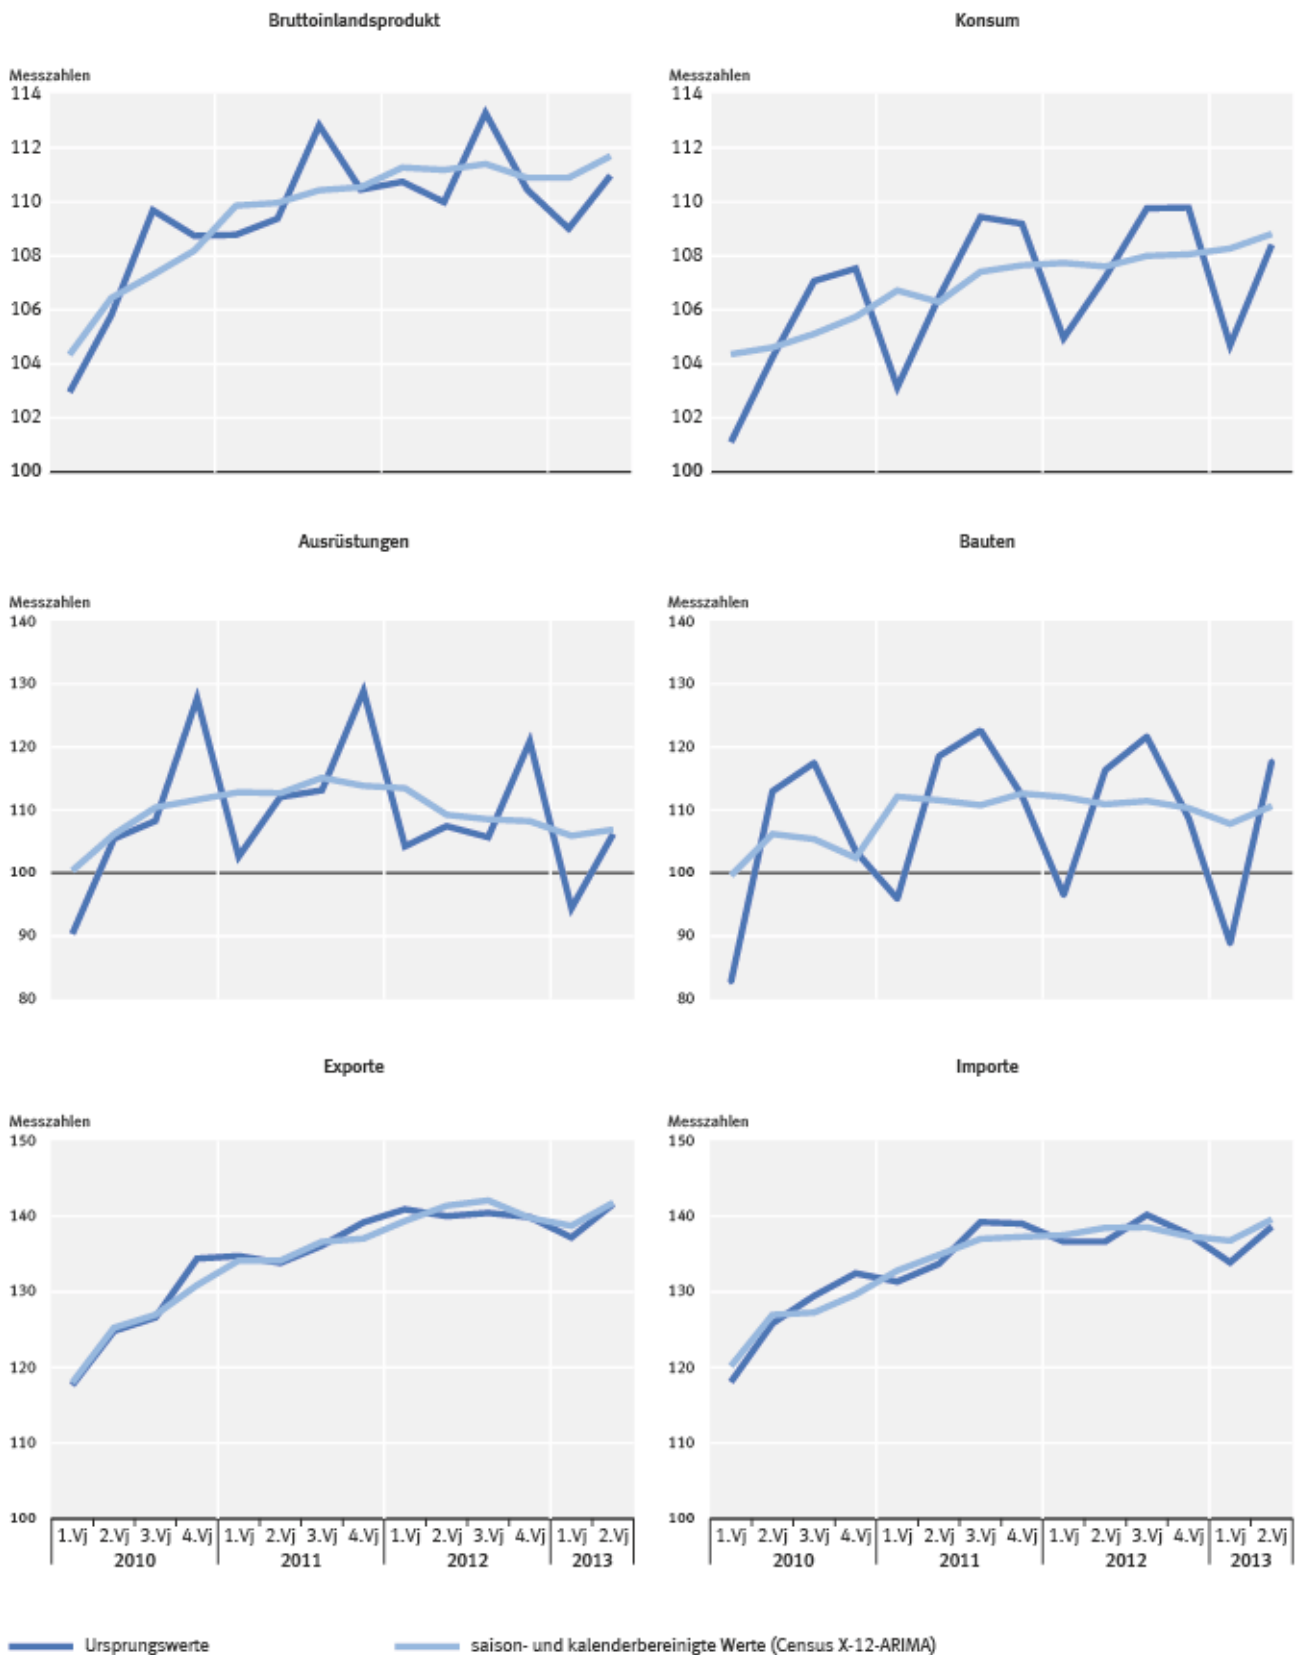 Bruttoinlandsprodukt
Messzahlen
114
112
110
108
106
104
102
100
Konsum
Messzahlen
114
112
110
108
106
104
102
100
Ausrüstungen
Messzahlen
140
130
120
110
100
90
80
Bauten
Messzahlen
140
130
120
110
100
90
80
Exporte
Messzahlen
150
140
130
120
110
100
1.Vj 2.Vj 3.Vj 4.Vj 1.Vj 2.Vj 3.Vj 4.Vj 1.Vj 2.Vj 3.Vj 4.Vj 1.Vj 2.Vj
2010 2011 2012 2013
Importe
Messzahlen
150
140
130
120
110
100
1.Vj 2.Vj 3.Vj 4.Vj 1.Vj 2.Vj 3.Vj 4.Vj 1.Vj 2.Vj 3.Vj 4.Vj 1.Vj 2.Vj
2010 2011 2012 2013
Ursprungswerte
saison- und kalenderbereinigte Werte (Census X-12-ARIMA)